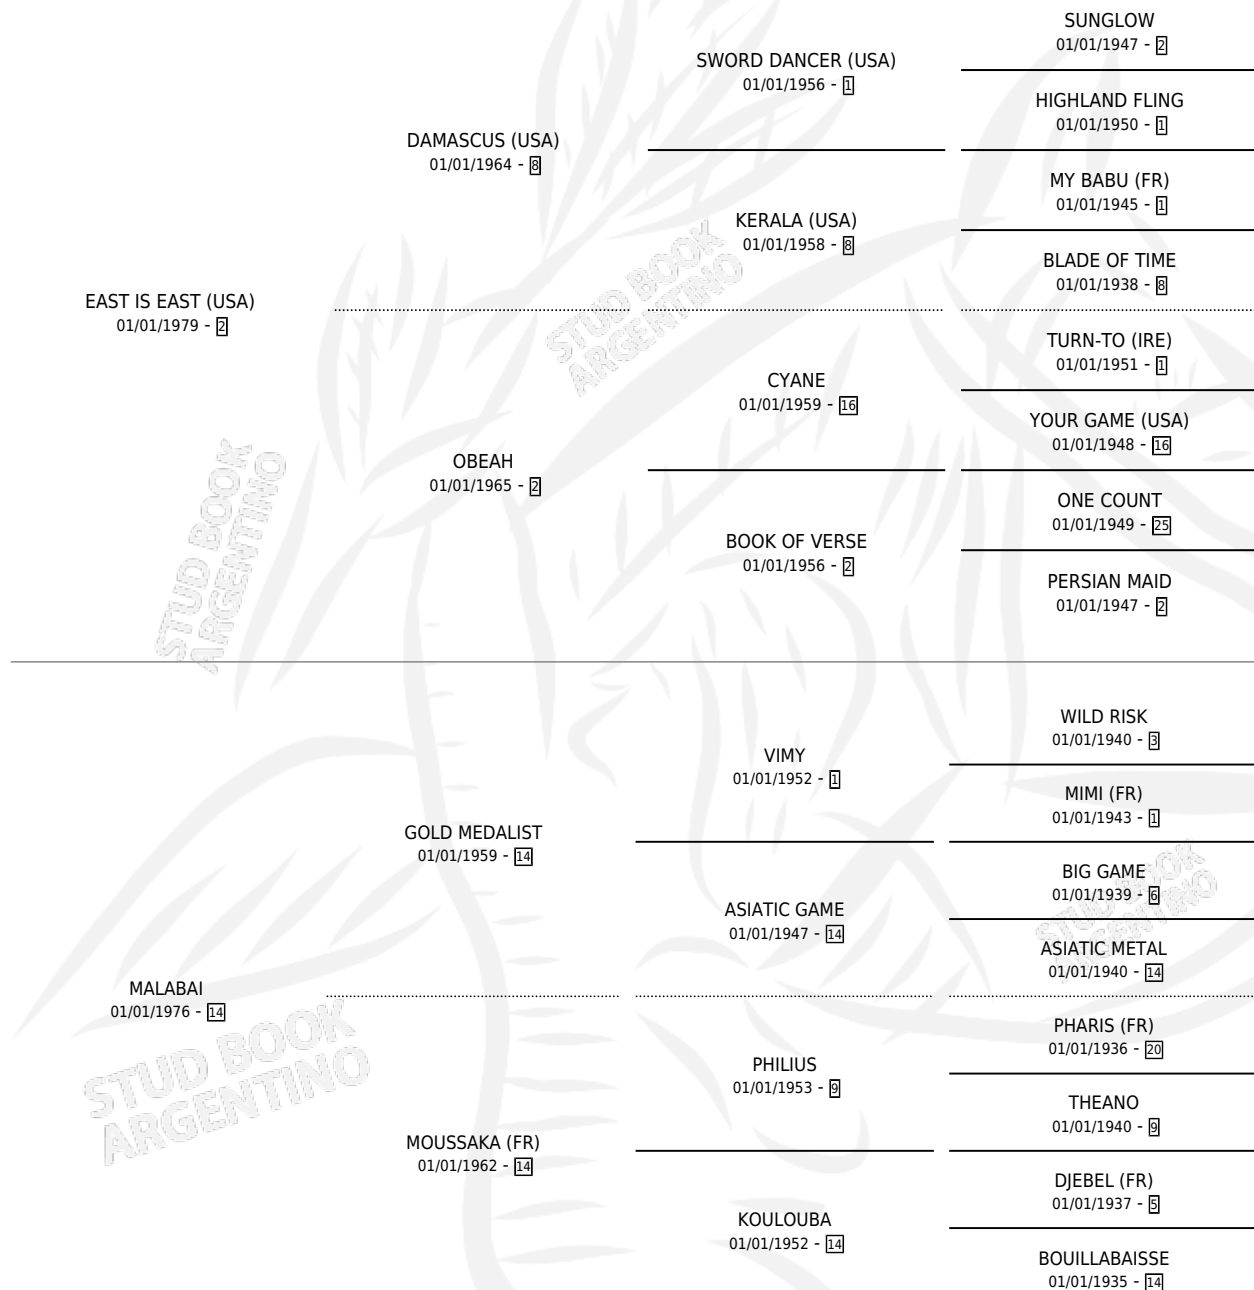 SUNGLOW
01/01/1947 - 2
SWORD DANCER (USA)
01/01/1956 - 1
HIGHLAND FLING
01/01/1950 - 1
DAMASCUS (USA)
01/01/1964 - 8
MY BABU (FR)
01/01/1945 - 1
KERALA (USA)
01/01/1958 - 8
BLADE OF TIME
01/01/1938 - 8
EAST IS EAST (USA)
01/01/1979 - 2
STUD BOOK
ARGENTINO
TURN-TO (IRE)
01/01/1951 - 1
CYANE
01/01/1959 - 16
YOUR GAME (USA)
01/01/1948 - 16
OBEAH
01/01/1965 - 2
ONE COUNT
01/01/1949 - 25
BOOK OF VERSE
01/01/1956 - 2
PERSIAN MAID
01/01/1947 - 2
STUD BOOK
ARGENTINO
WILD RISK
01/01/1940 - 3
VIMY
01/01/1952 - 1
MIMI (FR)
01/01/1943 - 1
GOLD MEDALIST
01/01/1959 - 14
BIG GAME
01/01/1939 - 6
ASIATIC GAME
01/01/1947 - 14
STUD BOOK
ARGENTINO
ASIATIC METAL
01/01/1940 - 14
MALABAI
01/01/1976 - 14
STUD BOOK
ARGENTINO
PHARIS (FR)
01/01/1936 - 20
PHILIUS
01/01/1953 - 9
THEANO
01/01/1940 - 9
MOUSSAKA (FR)
01/01/1962 - 14
DJEBEL (FR)
01/01/1937 - 5
KOULOUBA
01/01/1952 - 14
BOUILLABAISSE
01/01/1935 - 14